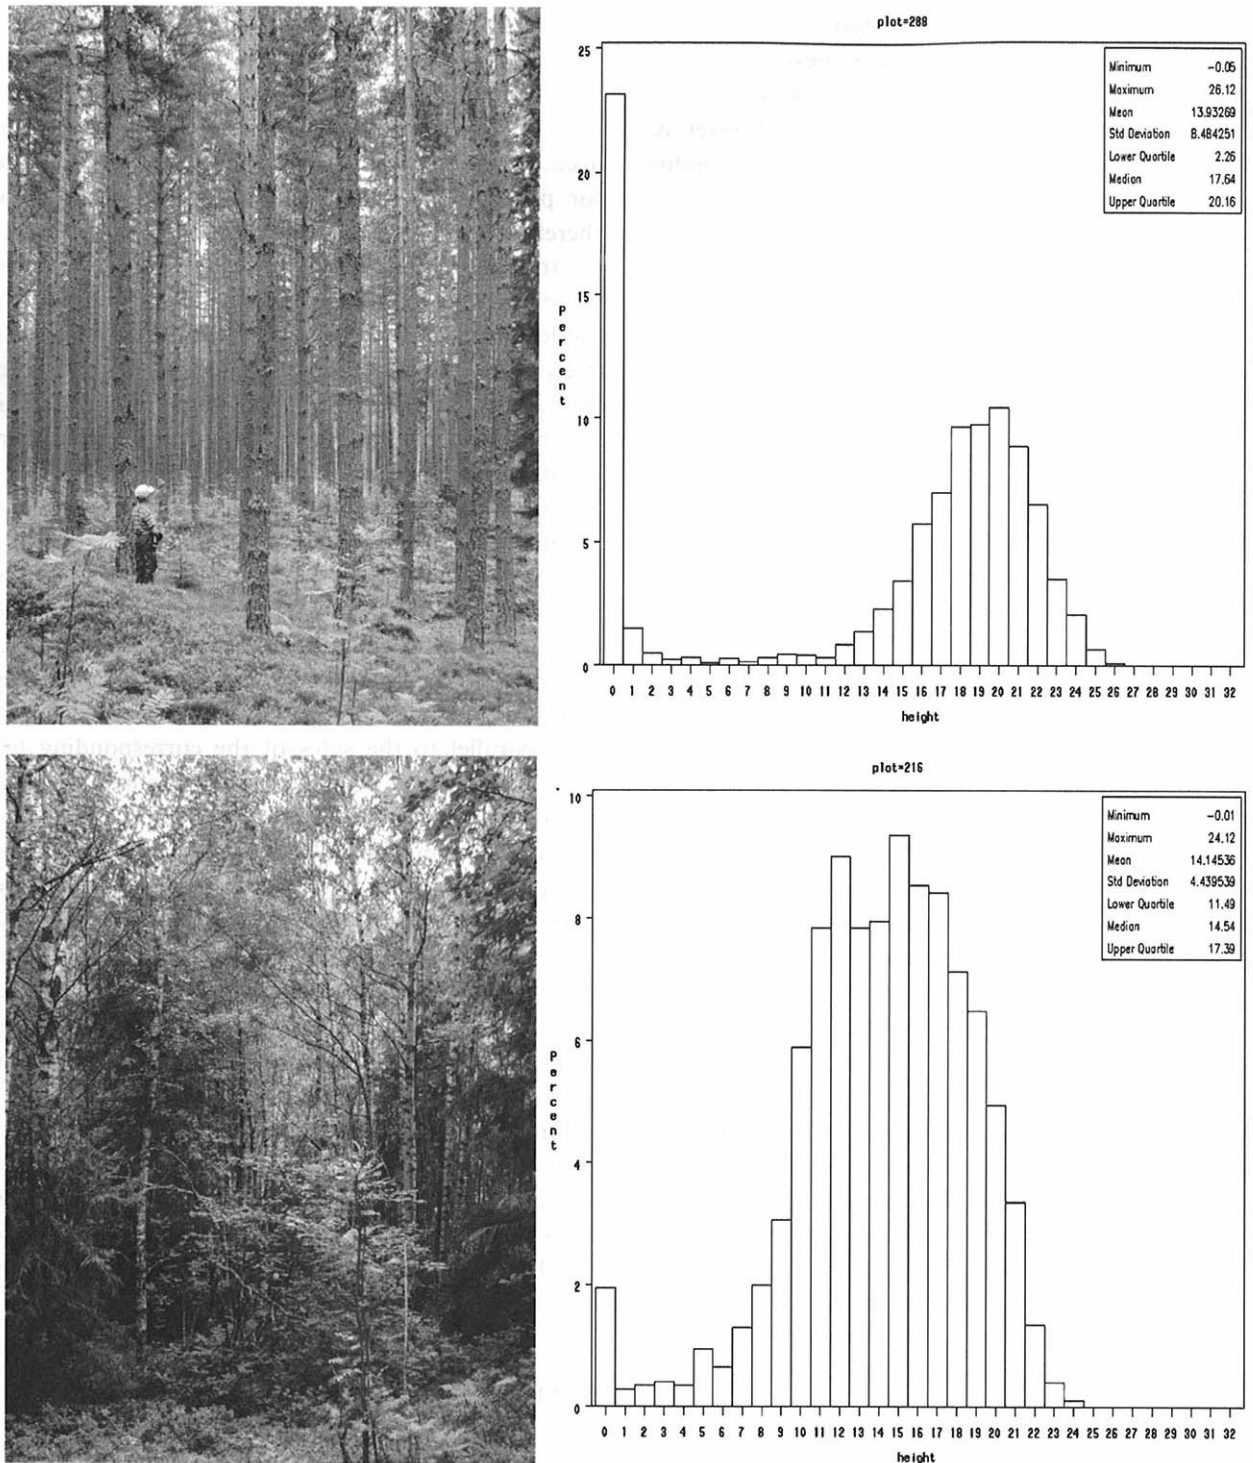 plot=288
25
20
15
10
5
0
Percent
Minimum -0.05
Maximum 26.12
Mean 13.93269
Std Deviation 8.484251
Lower Quartile 2.26
Median 17.64
Upper Quartile 20.16
0 1 2 3 4 5 6 7 8 9 10 11 12 13 14 15 16 17 18 19 20 21 22 23 24 25 26 27 28 29 30 31 32
height
plot=216
10
8
6
4
2
0
Percent
Minimum -0.01
Maximum 24.12
Mean 14.14536
Std Deviation 4.439539
Lower Quartile 11.49
Median 14.54
Upper Quartile 17.39
0 1 2 3 4 5 6 7 8 9 10 11 12 13 14 15 16 17 18 19 20 21 22 23 24 25 26 27 28 29 30 31 32
height